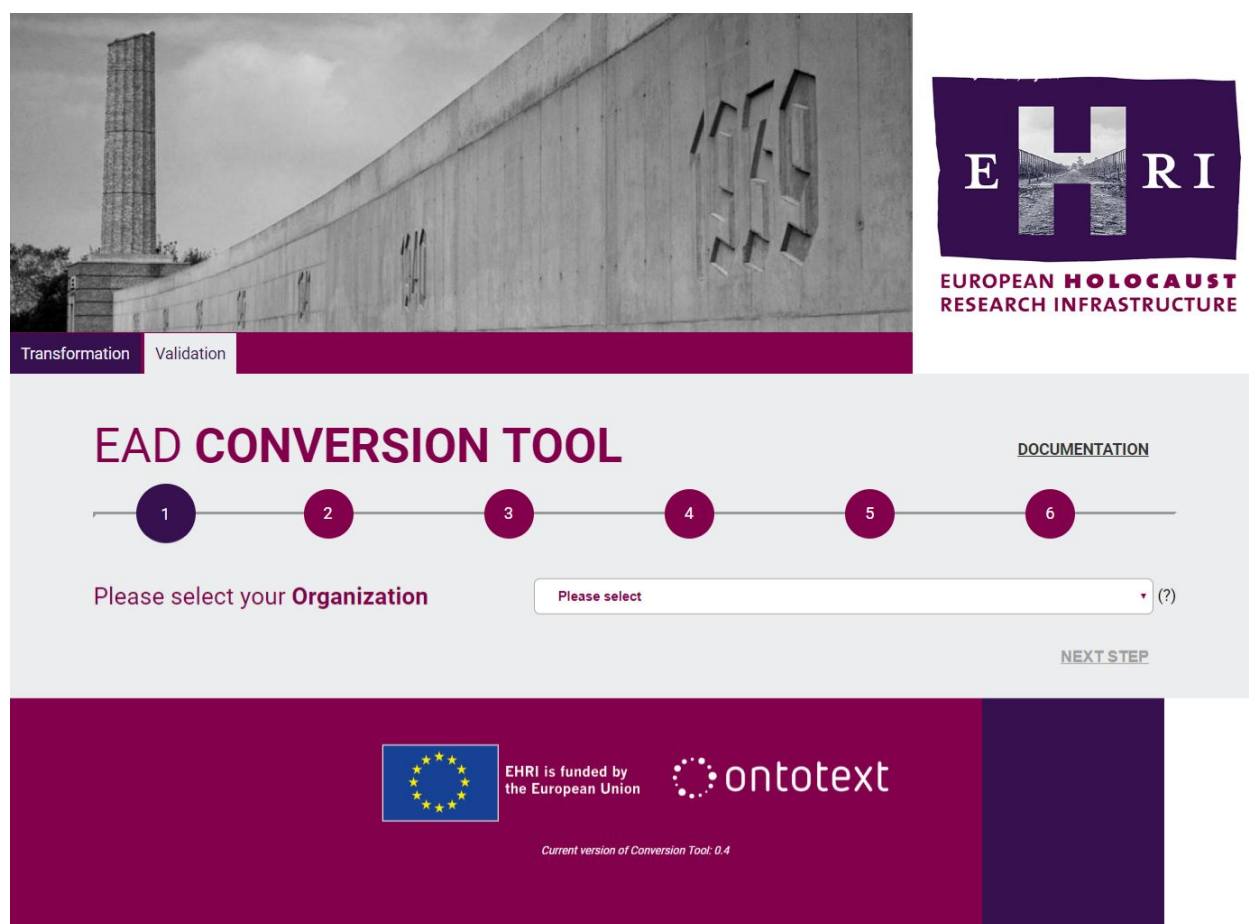 1939
1940
E H R I
EUROPEAN HOLOCAUST
RESEARCH INFRASTRUCTURE
Transformation Validation
EAD CONVERSION TOOL
DOCUMENTATION
1 2 3 4 5 6
Please select your Organization Please select (?)
NEXT STEP
EHRI is funded by
the European Union
ontotext
Current version of Conversion Tool: 0.4